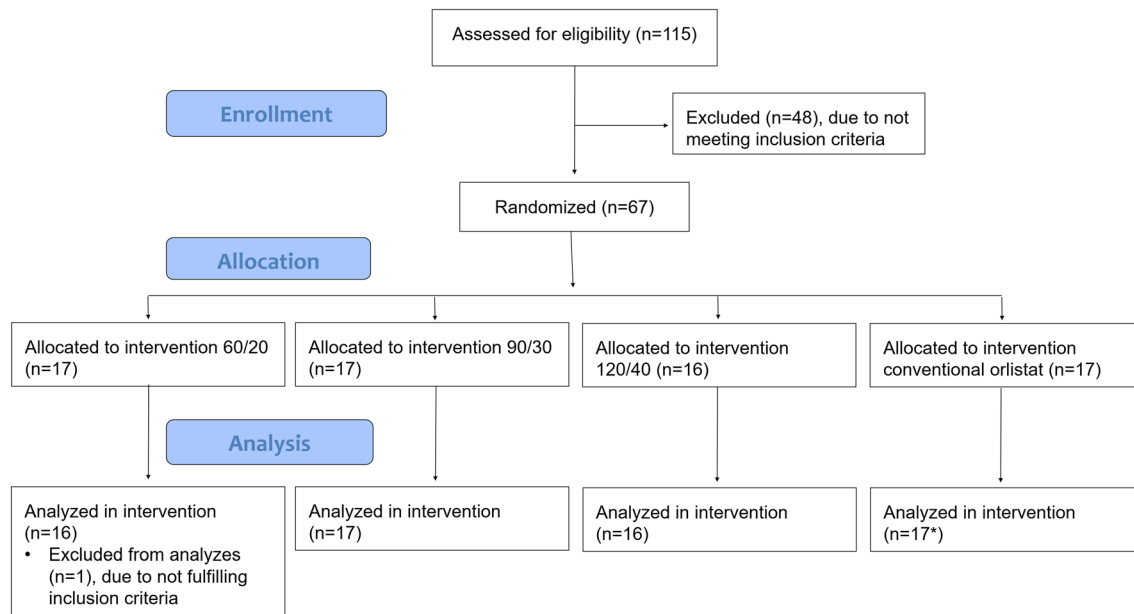 Assessed for eligibility (n=115)
Enrollment
Excluded (n=48), due to not
meeting inclusion criteria
Randomized (n=67)
Allocation
Allocated to intervention 60/20
(n=17)
Allocated to intervention 90/30
(n=17)
Allocated to intervention
120/40 (n=16)
Allocated to intervention
conventional orlistat (n=17)
Analysis
Analyzed in intervention
(n=16)
• Excluded from analyzes
(n=1), due to not fulfilling
inclusion criteria
Analyzed in intervention
(n=17)
Analyzed in intervention
(n=16)
Analyzed in intervention
(n=17*)